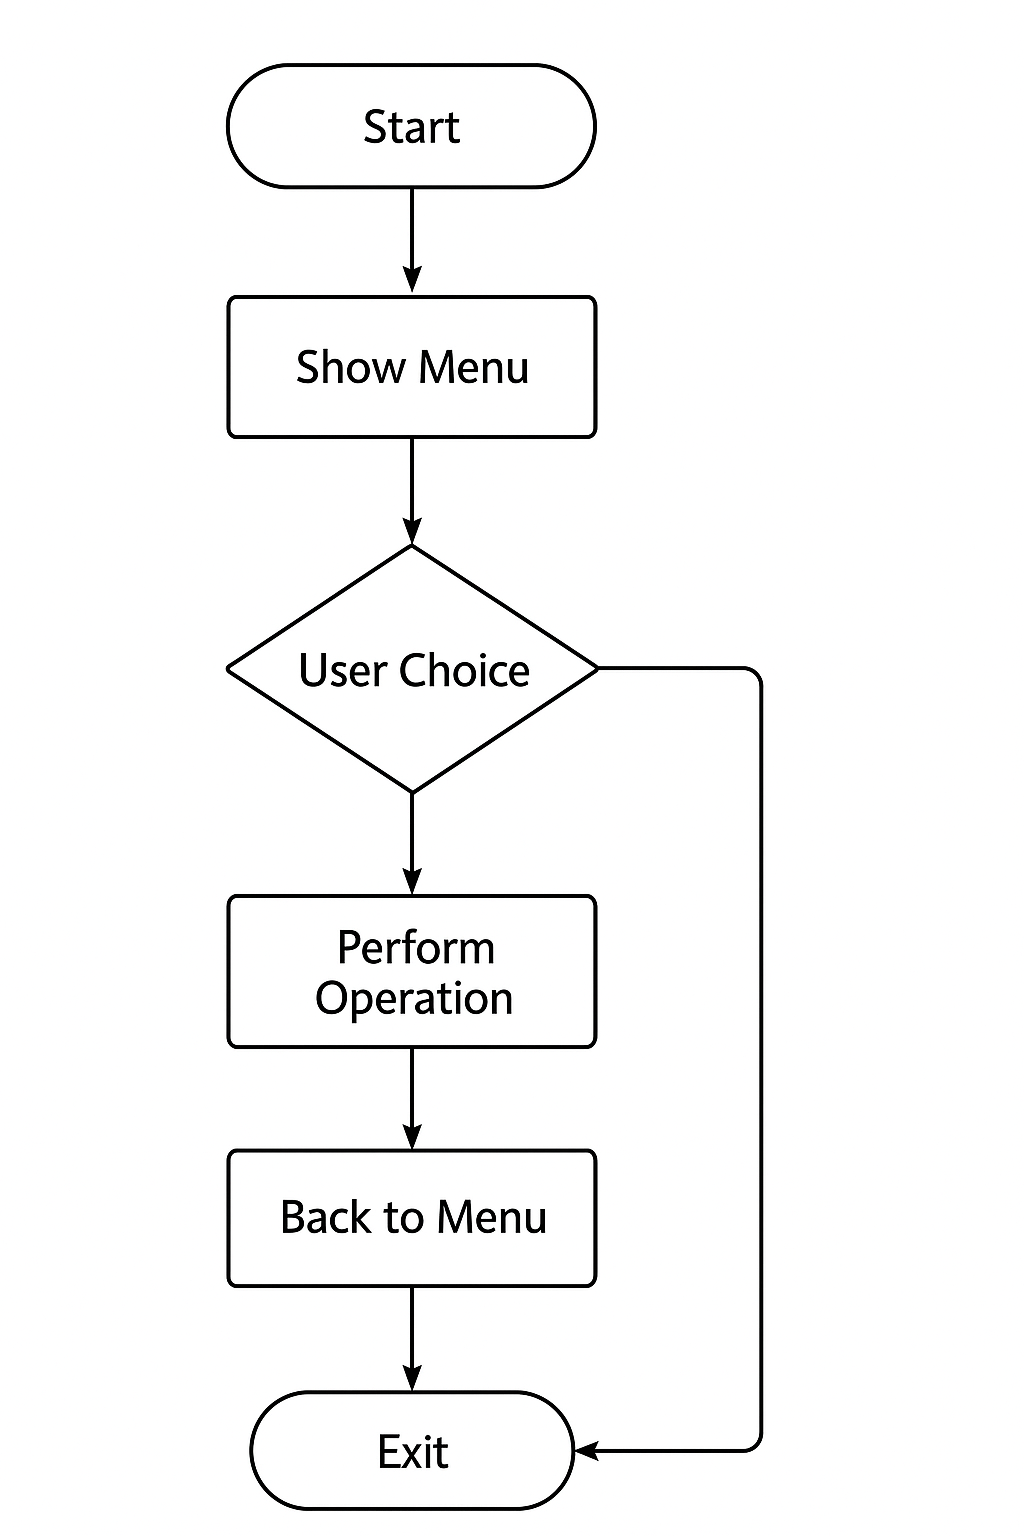 Start
Show Menu
User Choice
Perform
Operation
Back to Menu
Exit